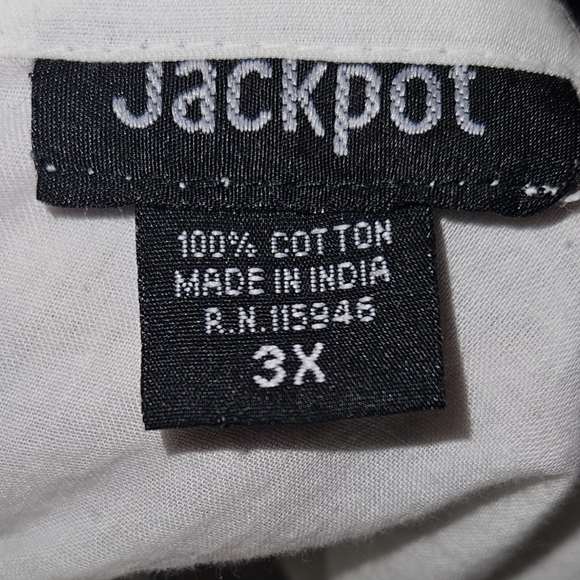 Jackpot
100% COTTON
MADE IN INDIA
R.N.115946
3X